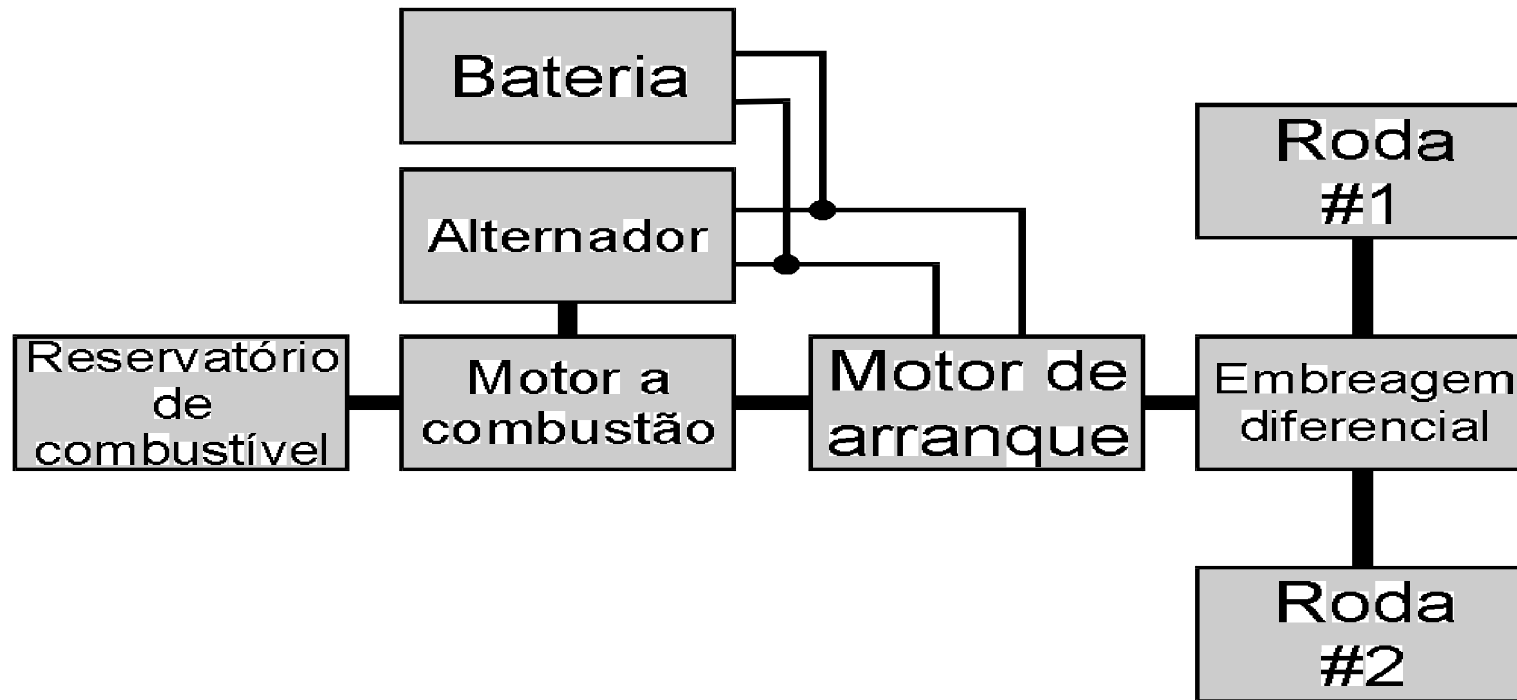 Bateria
Alternador
Reservatório
de
combustível
Motor a
combustão
Motor de
arranque
Roda
#1
Embreagem
diferencial
Roda
#2